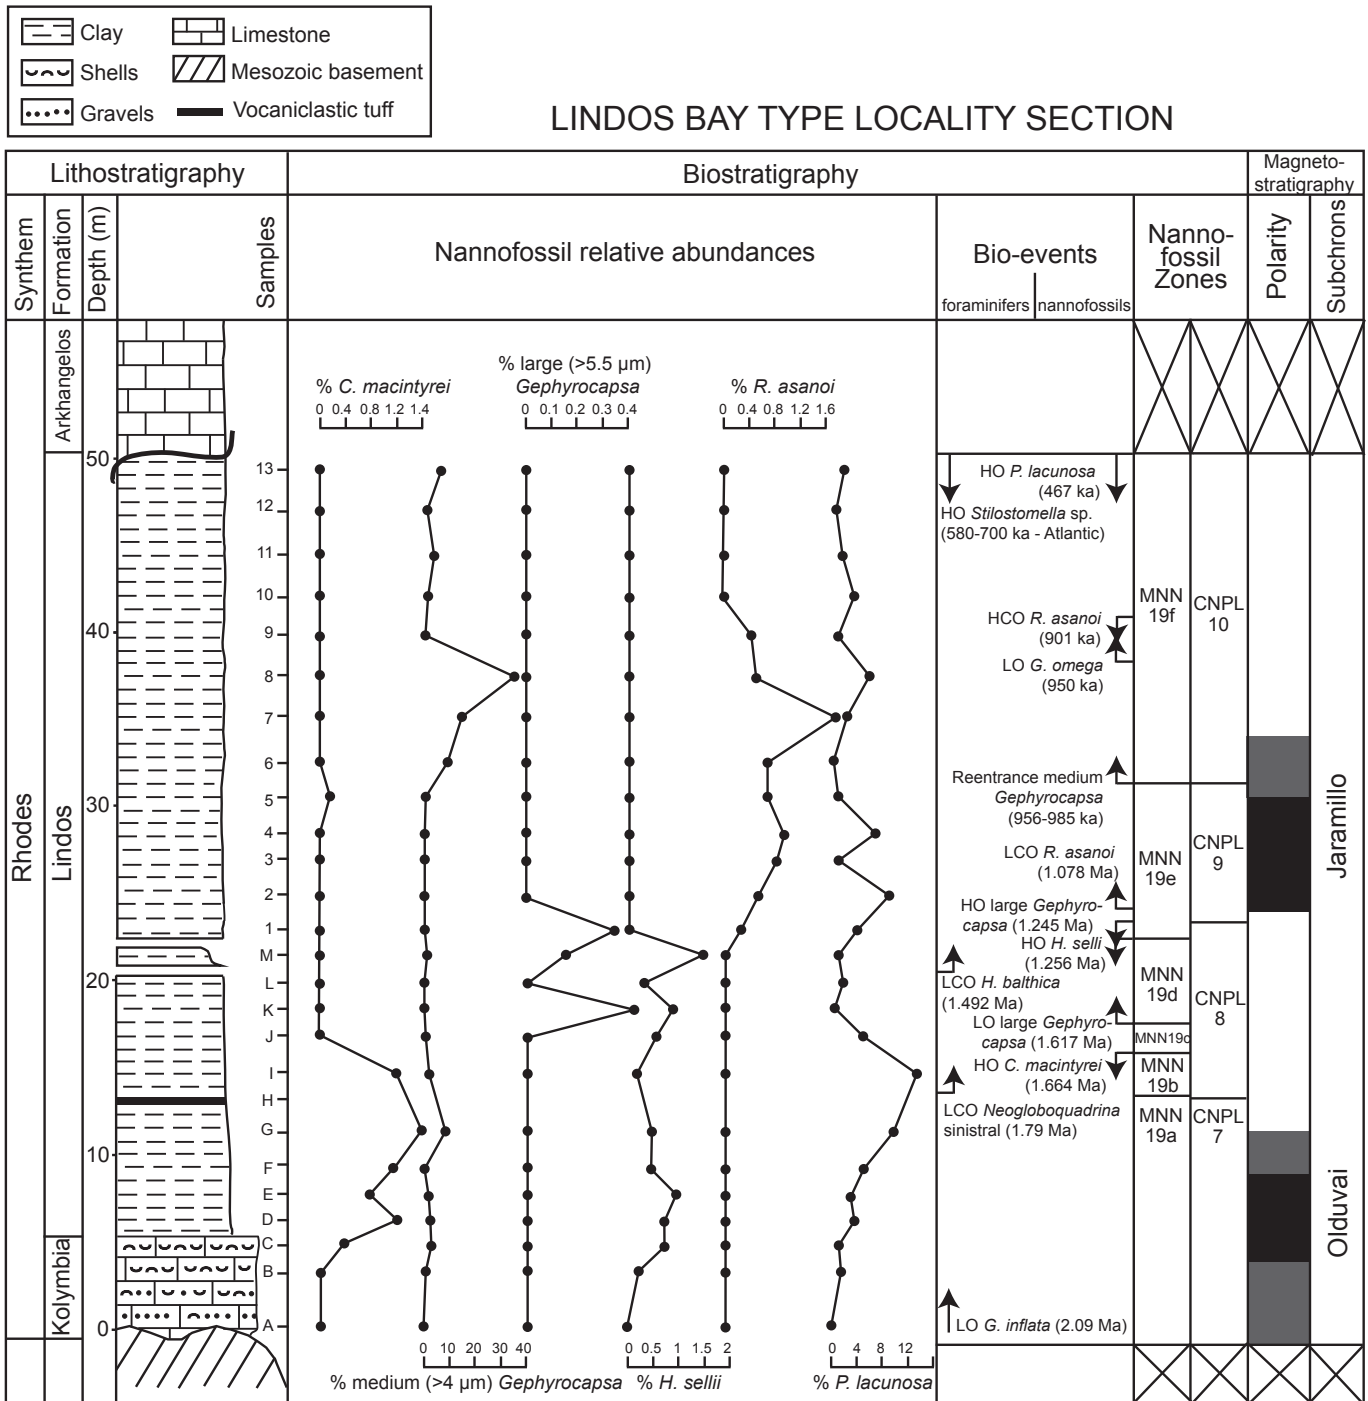 Clay
Limestone
Shells
Mesozoic basement
Gravels
Vocaniclastic tuff
LINDOS BAY TYPE LOCALITY SECTION
Lithostratigraphy
Biostratigraphy
Magneto-
stratigraphy
Synthem
Formation
Depth (m)
Samples
Nannofossil relative abundances
Bio-events
foraminifers
nannofossils
Nanno-
fossil
Zones
Polarity
Subchrons
Rhodes
Arkhangelos
Lindos
Kolymbia
50
40
30
20
10
0
13
12
11
10
9
8
7
6
5
4
3
2
1
M
L
K
J
I
H
G
F
E
D
C
B
A
% C. macintyrei
0 0.4 0.8 1.2 1.4
% large (>5.5 µm)
Gephyrocapsa
0 0.1 0.2 0.3 0.4
% R. asanoi
0 0.4 0.8 1.2 1.6
0 10 20 30 40
% medium (>4 µm) Gephyrocapsa
0 0.5 1 1.5 2
% H. sellii
0 4 8 12
% P. lacunosa
HO P. lacunosa
(467 ka)
HO Stilostomella sp.
(580-700 ka - Atlantic)
HCO R. asanoi
(901 ka)
LO G. omega
(950 ka)
Reentrance medium
Gephyrocapsa
(956-985 ka)
LCO R. asanoi
(1.078 Ma)
HO large Gephyro-
capsa (1.245 Ma)
HO H. selli
(1.256 Ma)
LCO H. balthica
(1.492 Ma)
LO large Gephyro-
capsa (1.617 Ma)
HO C. macintyrei
(1.664 Ma)
LCO Neogloboquadrina
sinistral (1.79 Ma)
LO G. inflata (2.09 Ma)
MNN
19f
MNN
19e
MNN
19d
MNN19c
MNN
19b
MNN
19a
CNPL
10
CNPL
9
CNPL
8
CNPL
7
Jaramillo
Olduvai